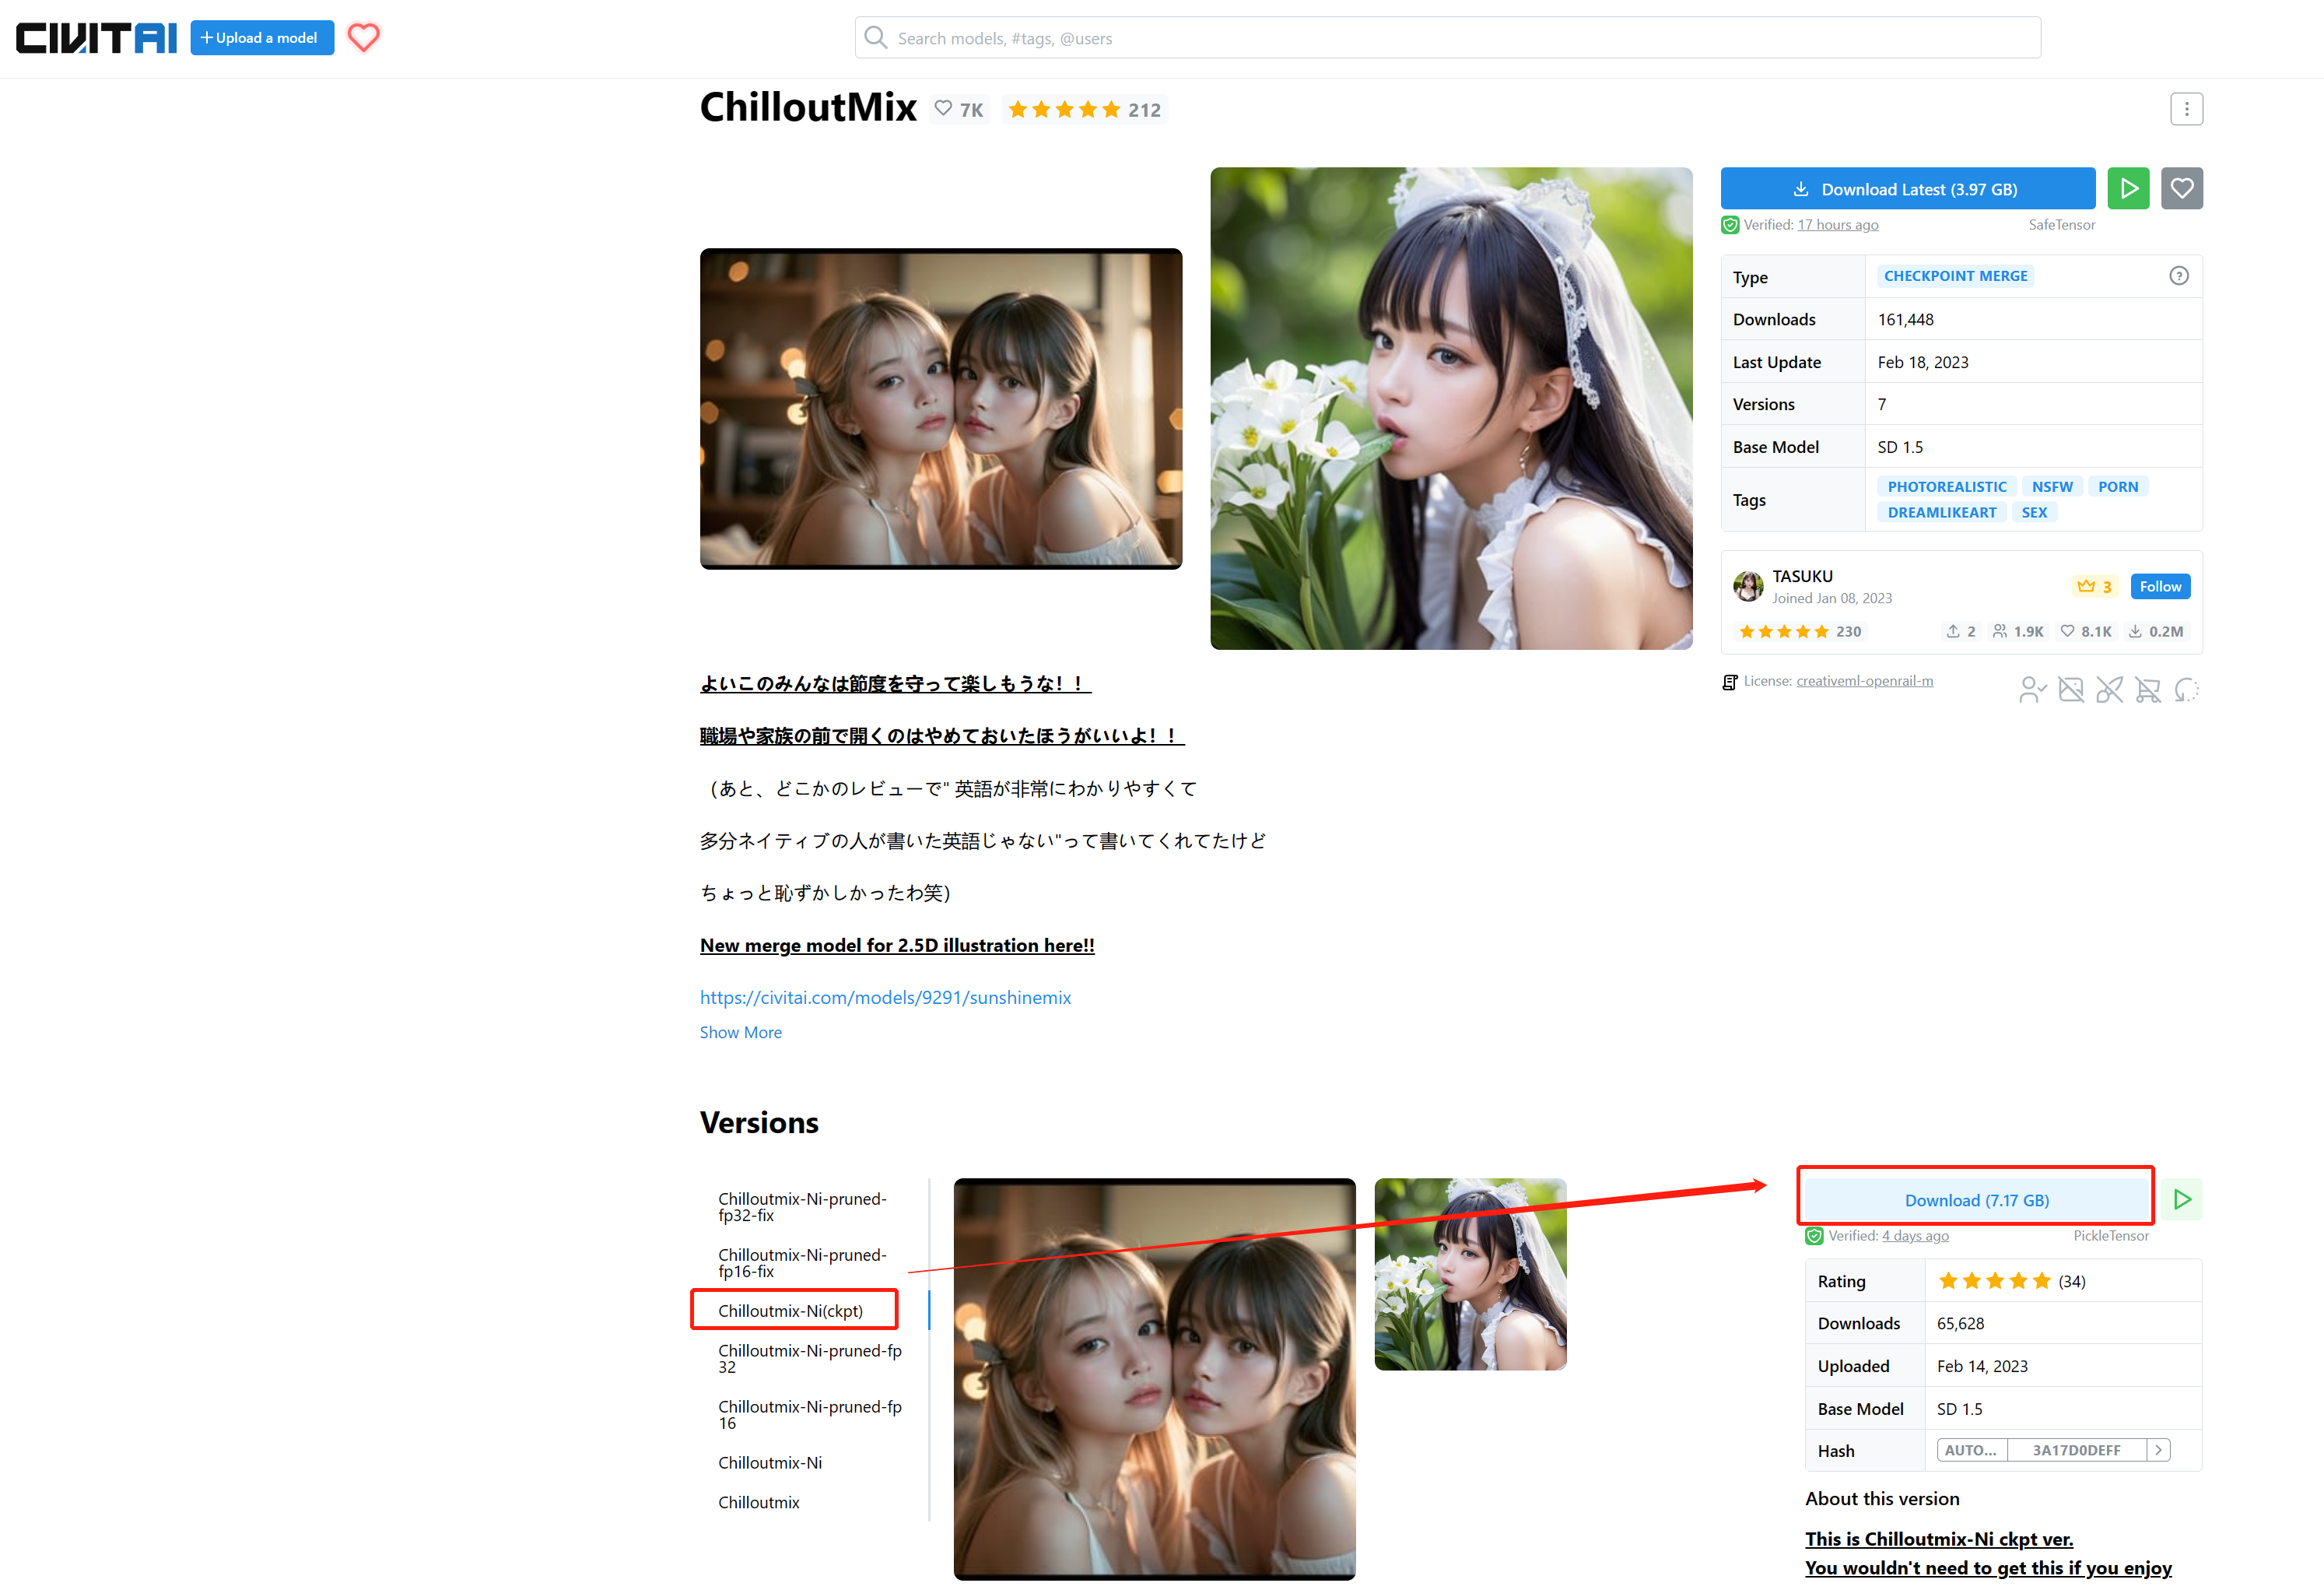 CIVITAI
+ Upload a model
Search models, #tags, @users
ChilloutMix
7K
212
Download Latest (3.97 GB)
Verified: 17 hours ago
SafeTensor
Type
CHECKPOINT MERGE
Downloads
161,448
Last Update
Feb 18, 2023
Versions
7
Base Model
SD 1.5
Tags
PHOTOREALISTIC NSFW PORN
DREAMLIKEART SEX
TASUKU
Joined Jan 08, 2023
3
Follow
230
2
1.9K
8.1K
0.2M
License: creativeml-openrail-m
よいこのみんなは節度を守って楽しもうな！！
職場や家族の前で開くのはやめておいたほうがいいよ！！
（あと、どこかのレビューで" 英語が非常にわかりやすくて
多分ネイティブの人が書いた英語じゃない"って書いてくれてたけど
ちょっと恥ずかしかったわ笑）
New merge model for 2.5D illustration here!!
https://civitai.com/models/9291/sunshinemix
Show More
Versions
Chilloutmix-Ni-pruned-
fp32-fix
Chilloutmix-Ni-pruned-
fp16-fix
Chilloutmix-Ni(ckpt)
Chilloutmix-Ni-pruned-fp
32
Chilloutmix-Ni-pruned-fp
16
Chilloutmix-Ni
Chilloutmix
Download (7.17 GB)
Verified: 4 days ago
PickleTensor
Rating
(34)
Downloads
65,628
Uploaded
Feb 14, 2023
Base Model
SD 1.5
Hash
AUTO...
3A17D0DEFF
About this version
This is Chilloutmix-Ni ckpt ver.
You wouldn't need to get this if you enjoy